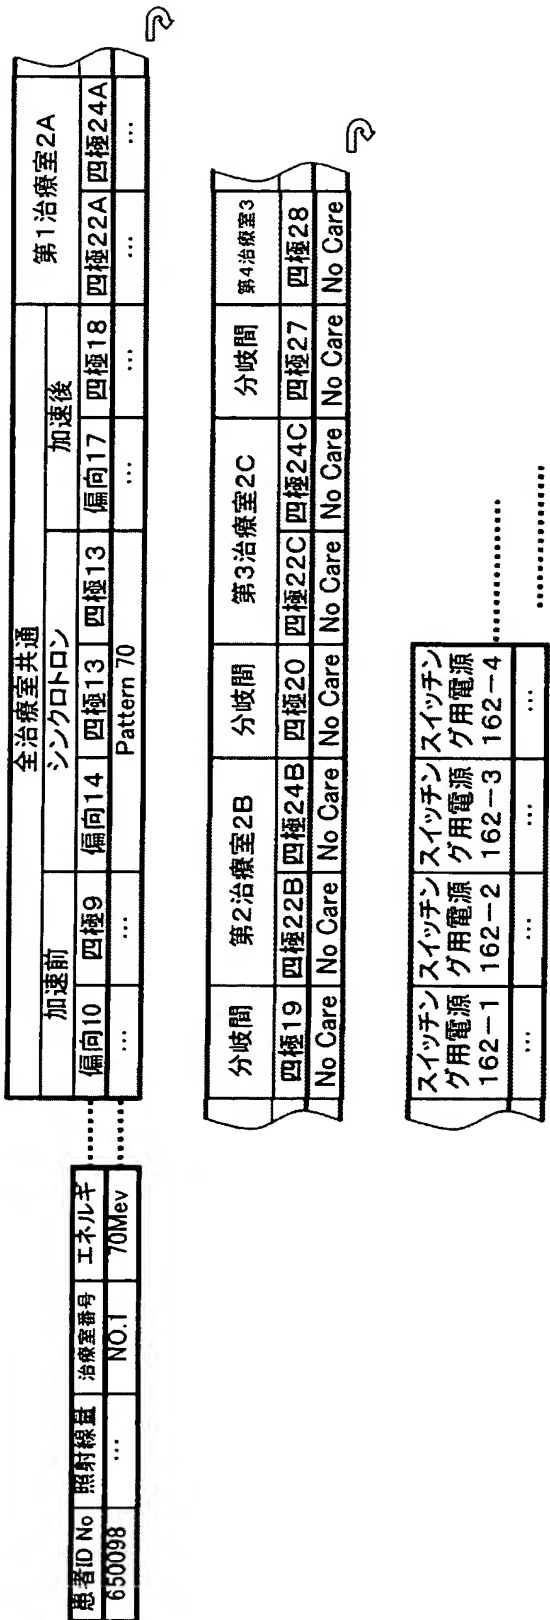 患者ID No 照射線量 治療室番号 エネルギ
650098 … NO.1 70Mev
全治療室共通 第1治療室2A
加速前 シンクロトロン 加速後
偏向10 四極9 偏向14 四極13 四極13 偏向17 四極18 四極22A 四極24A
… … Pattern 70 … … … …
分岐間 第2治療室2B 分岐間 第3治療室2C 分岐間 第4治療室3
四極19 四極22B 四極24B 四極20 四極22C 四極24C 四極27 四極28
No Care No Care No Care No Care No Care No Care No Care No Care
スイッチン スイッチン スイッチン スイッチン
グ用電源 グ用電源 グ用電源 グ用電源
162-1 162-2 162-3 162-4
… … … …